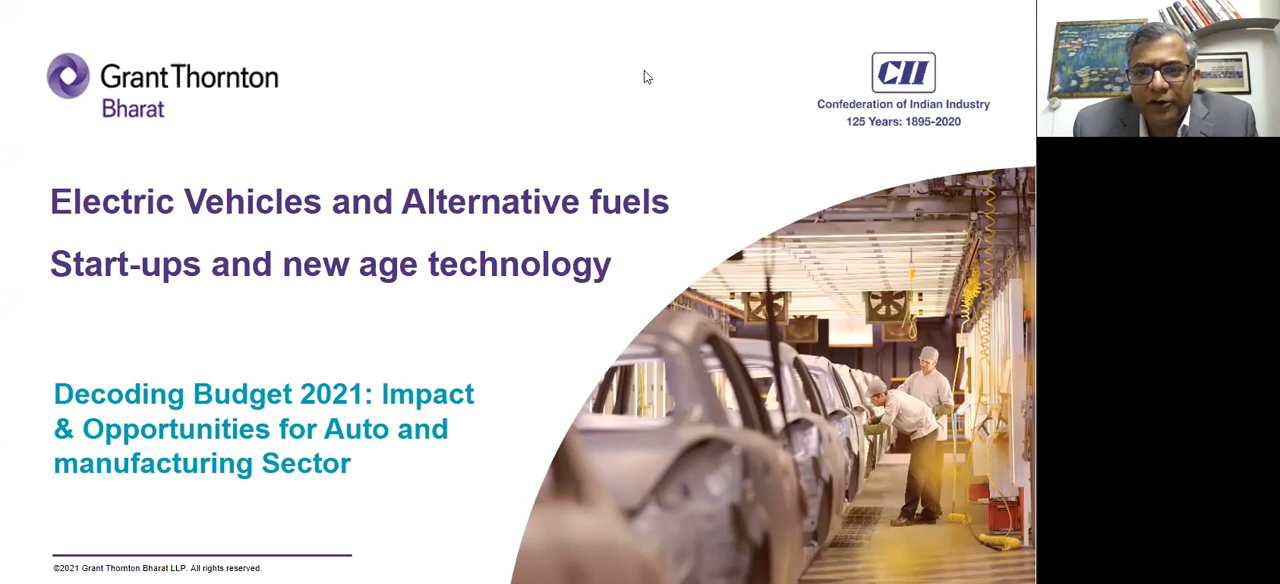 Grant Thornton
Bharat
CII
Confederation of Indian Industry
125 Years: 1895-2020
Electric Vehicles and Alternative fuels
Start-ups and new age technology
Decoding Budget 2021: Impact
& Opportunities for Auto and
manufacturing Sector
©2021 Grant Thornton Bharat LLP. All rights reserved.